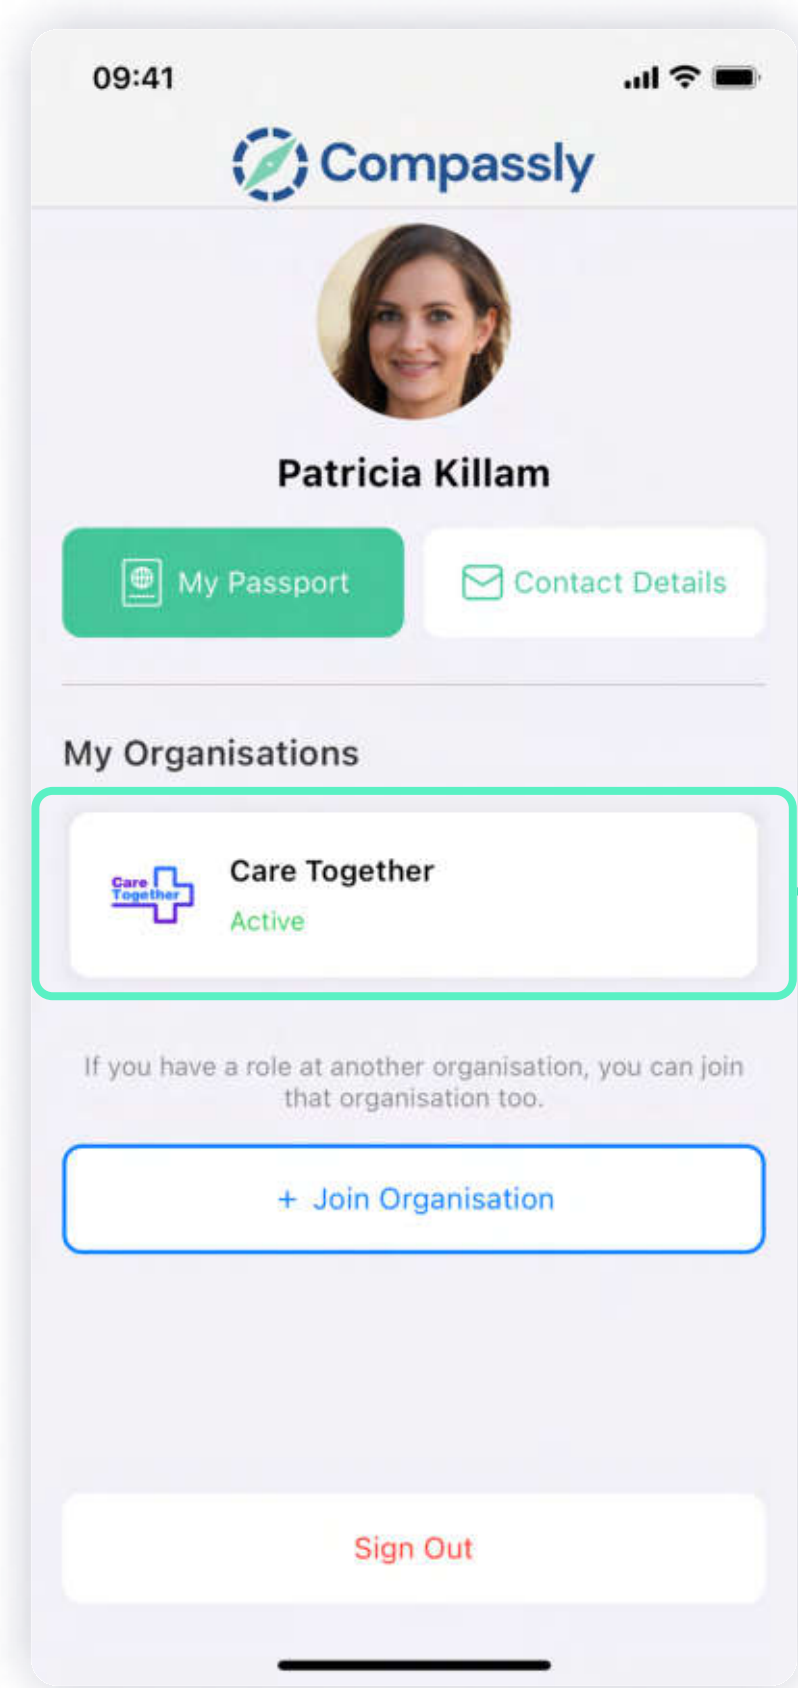 09:41
Compassly
Patricia Killam
My Passport
Contact Details
My Organisations
Care
Together
Care Together
Active
If you have a role at another organisation, you can join
that organisation too.
+ Join Organisation
Sign Out